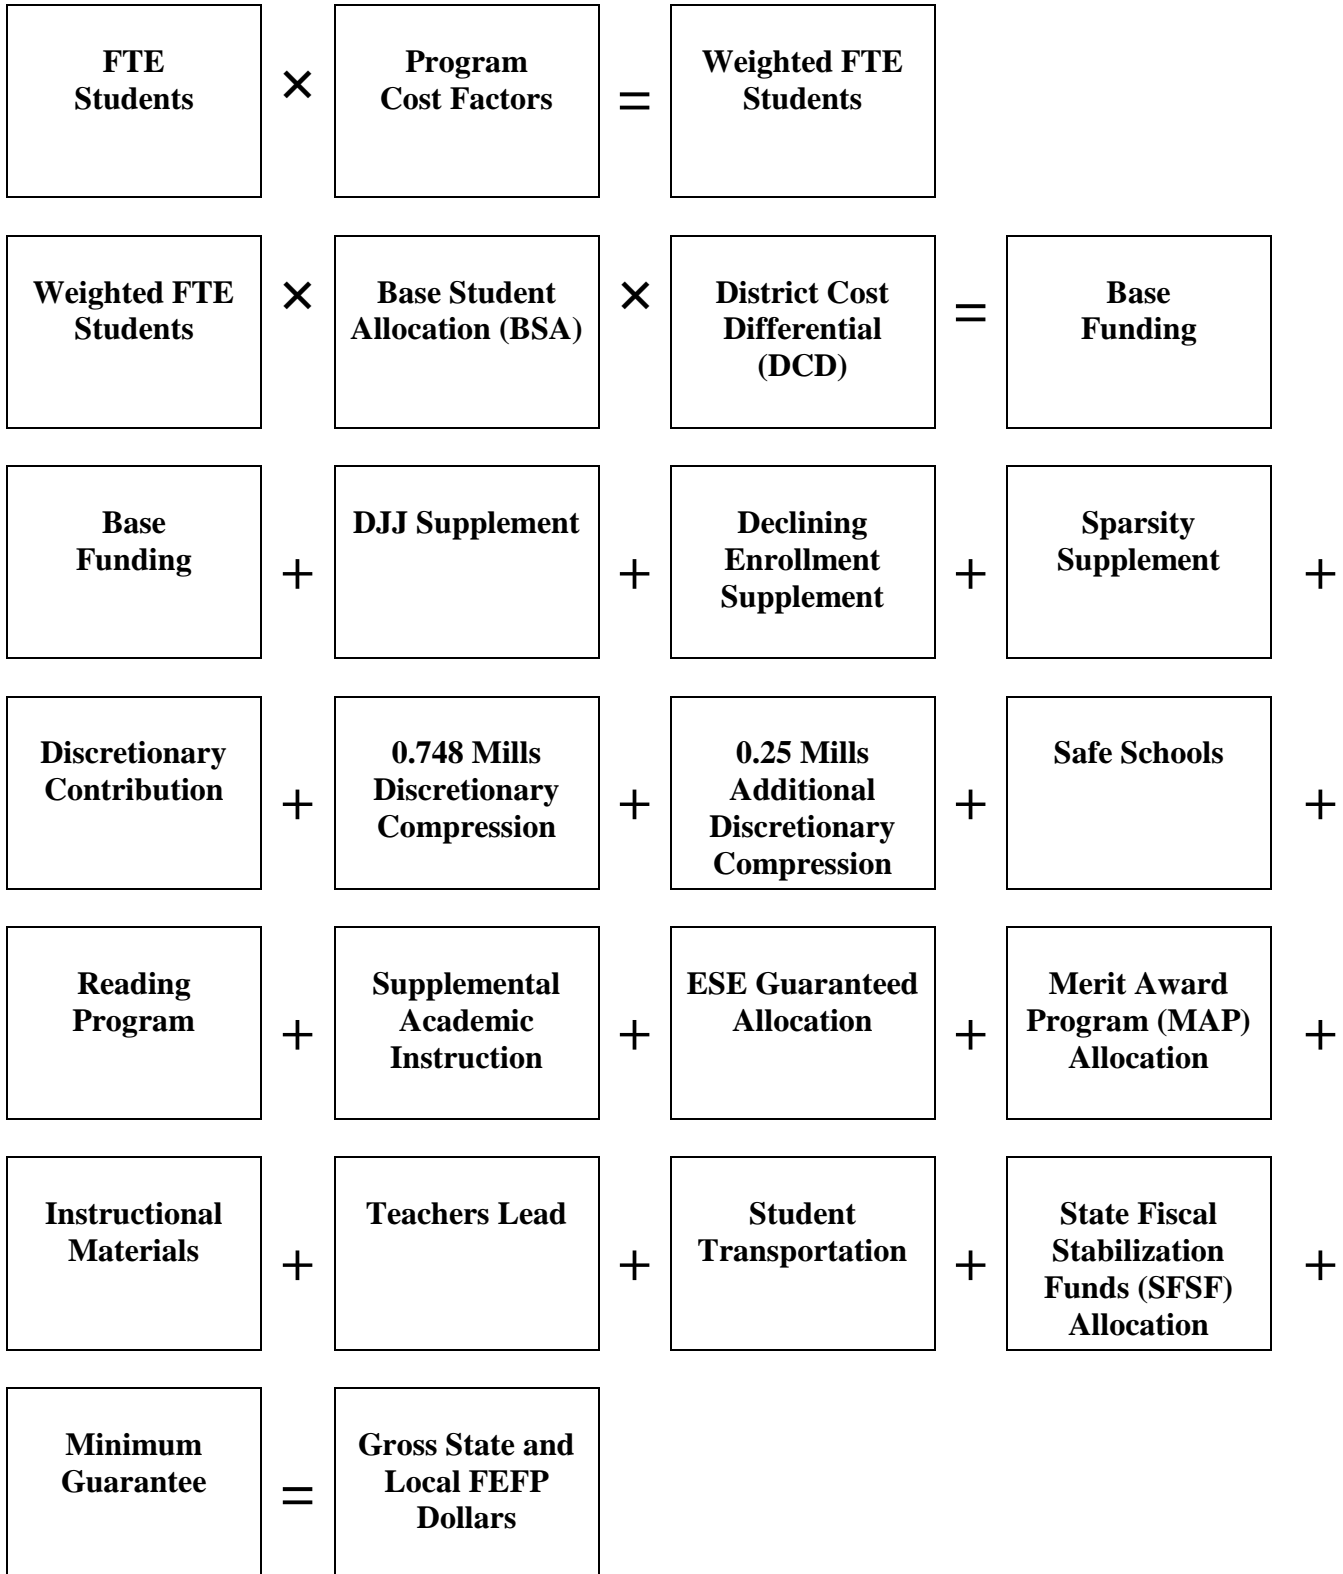 FTE
Students
×
Program
Cost Factors
=
Weighted FTE
Students
Weighted FTE
Students
×
Base Student
Allocation (BSA)
×
District Cost
Differential
(DCD)
=
Base
Funding
Base
Funding
+
DJJ Supplement
+
Declining
Enrollment
Supplement
+
Sparsity
Supplement
+
Discretionary
Contribution
+
0.748 Mills
Discretionary
Compression
+
0.25 Mills
Additional
Discretionary
Compression
+
Safe Schools
+
Reading
Program
+
Supplemental
Academic
Instruction
+
ESE Guaranteed
Allocation
+
Merit Award
Program (MAP)
Allocation
+
Instructional
Materials
+
Teachers Lead
+
Student
Transportation
+
State Fiscal
Stabilization
Funds (SFSF)
Allocation
+
Minimum
Guarantee
=
Gross State and
Local FEFP
Dollars